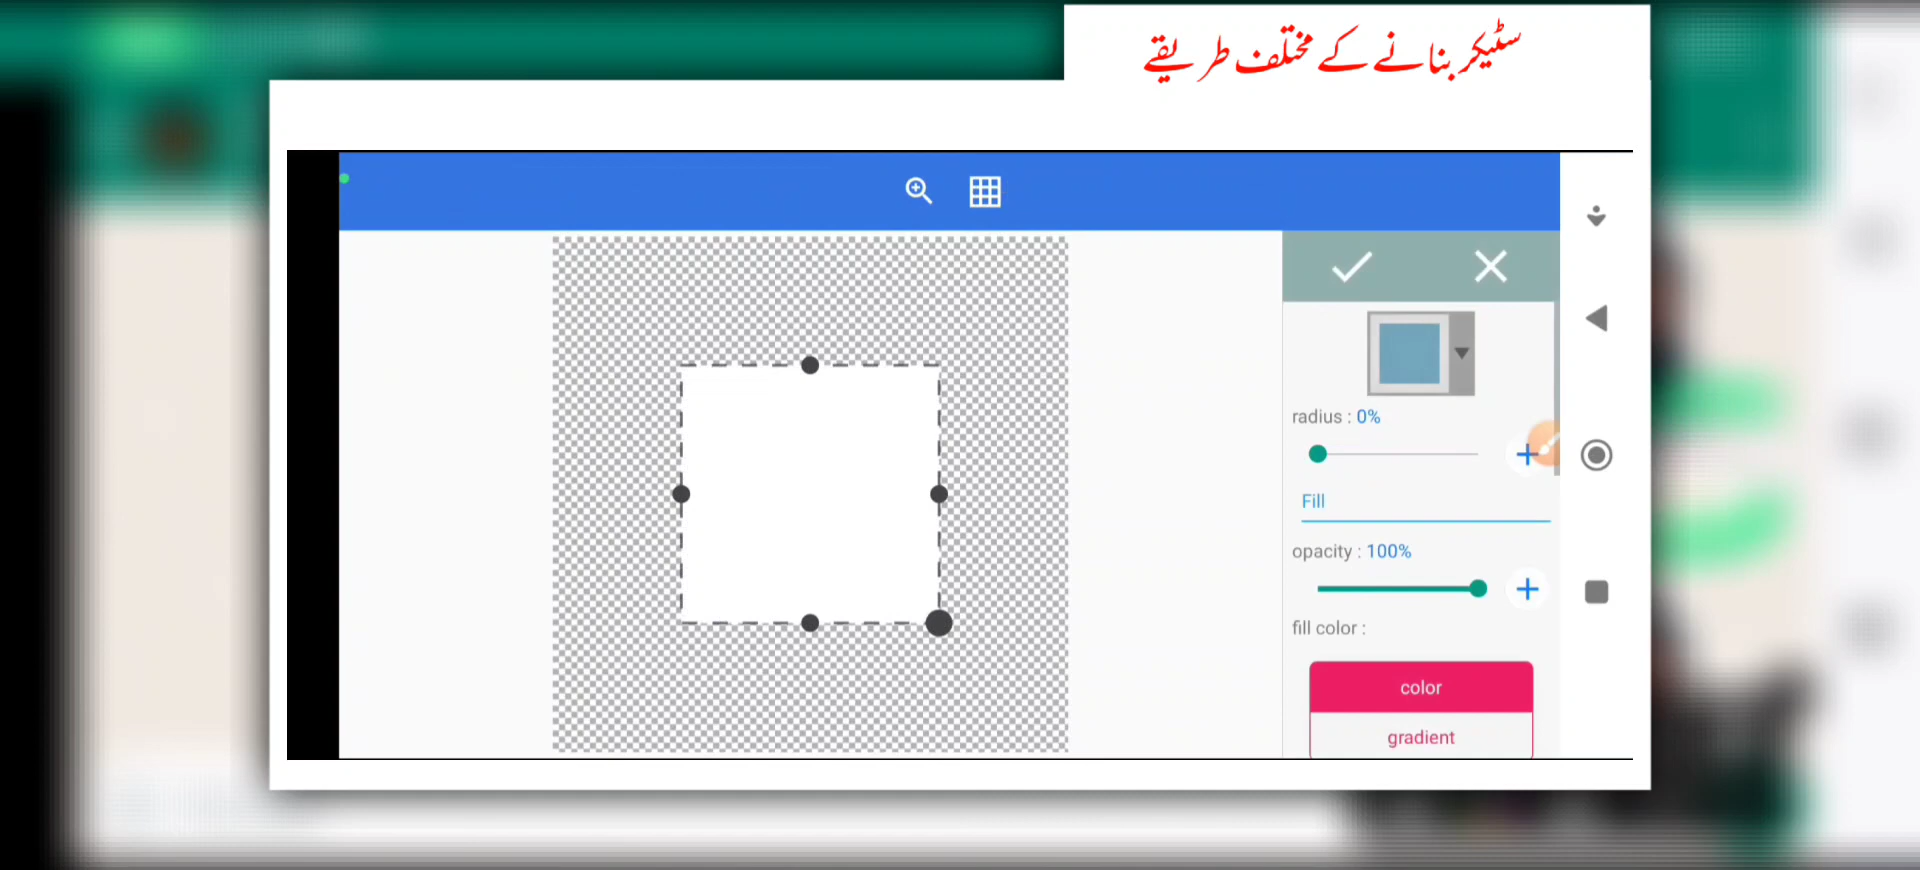 سٹیکر بنانے کے مختلف طریقے
radius : 0%
Fill
opacity : 100%
fill color :
color
gradient